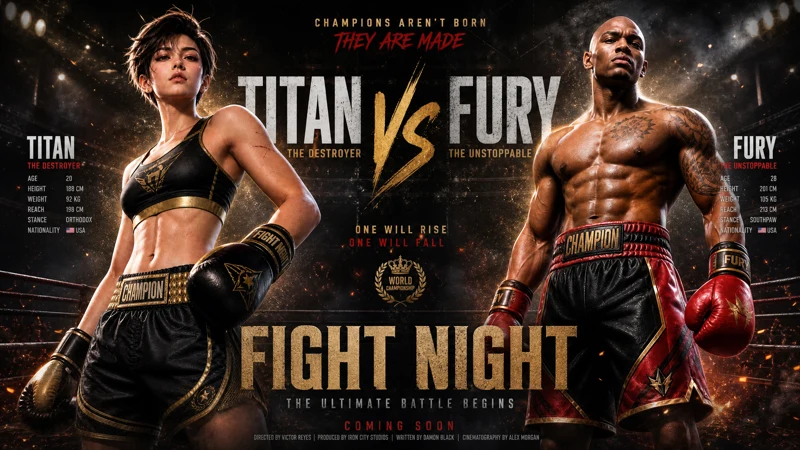 CHAMPIONS AREN'T BORN
THEY ARE MADE
TITAN VS FURY
THE DESTROYER
THE UNSTOPPABLE
TITAN
THE DESTROYER
AGE 20
HEIGHT 188 CM
WEIGHT 92 KG
REACH 198 CM
STANCE ORTHODOX
NATIONALITY USA
FURY
THE UNSTOPPABLE
AGE 28
HEIGHT 201 CM
WEIGHT 105 KG
REACH 213 CM
STANCE SOUTHPAW
NATIONALITY USA
ONE WILL RISE
ONE WILL FALL
WORLD
CHAMPIONSHIP
FIGHT NIGHT
CHAMPION
CHAMPION
FURY
FIGHT NIGHT
THE ULTIMATE BATTLE BEGINS
COMING SOON
DIRECTED BY VICTOR REYES | PRODUCED BY IRON CITY STUDIOS | WRITTEN BY DAMON BLACK | CINEMATOGRAPHY BY ALEX MORGAN